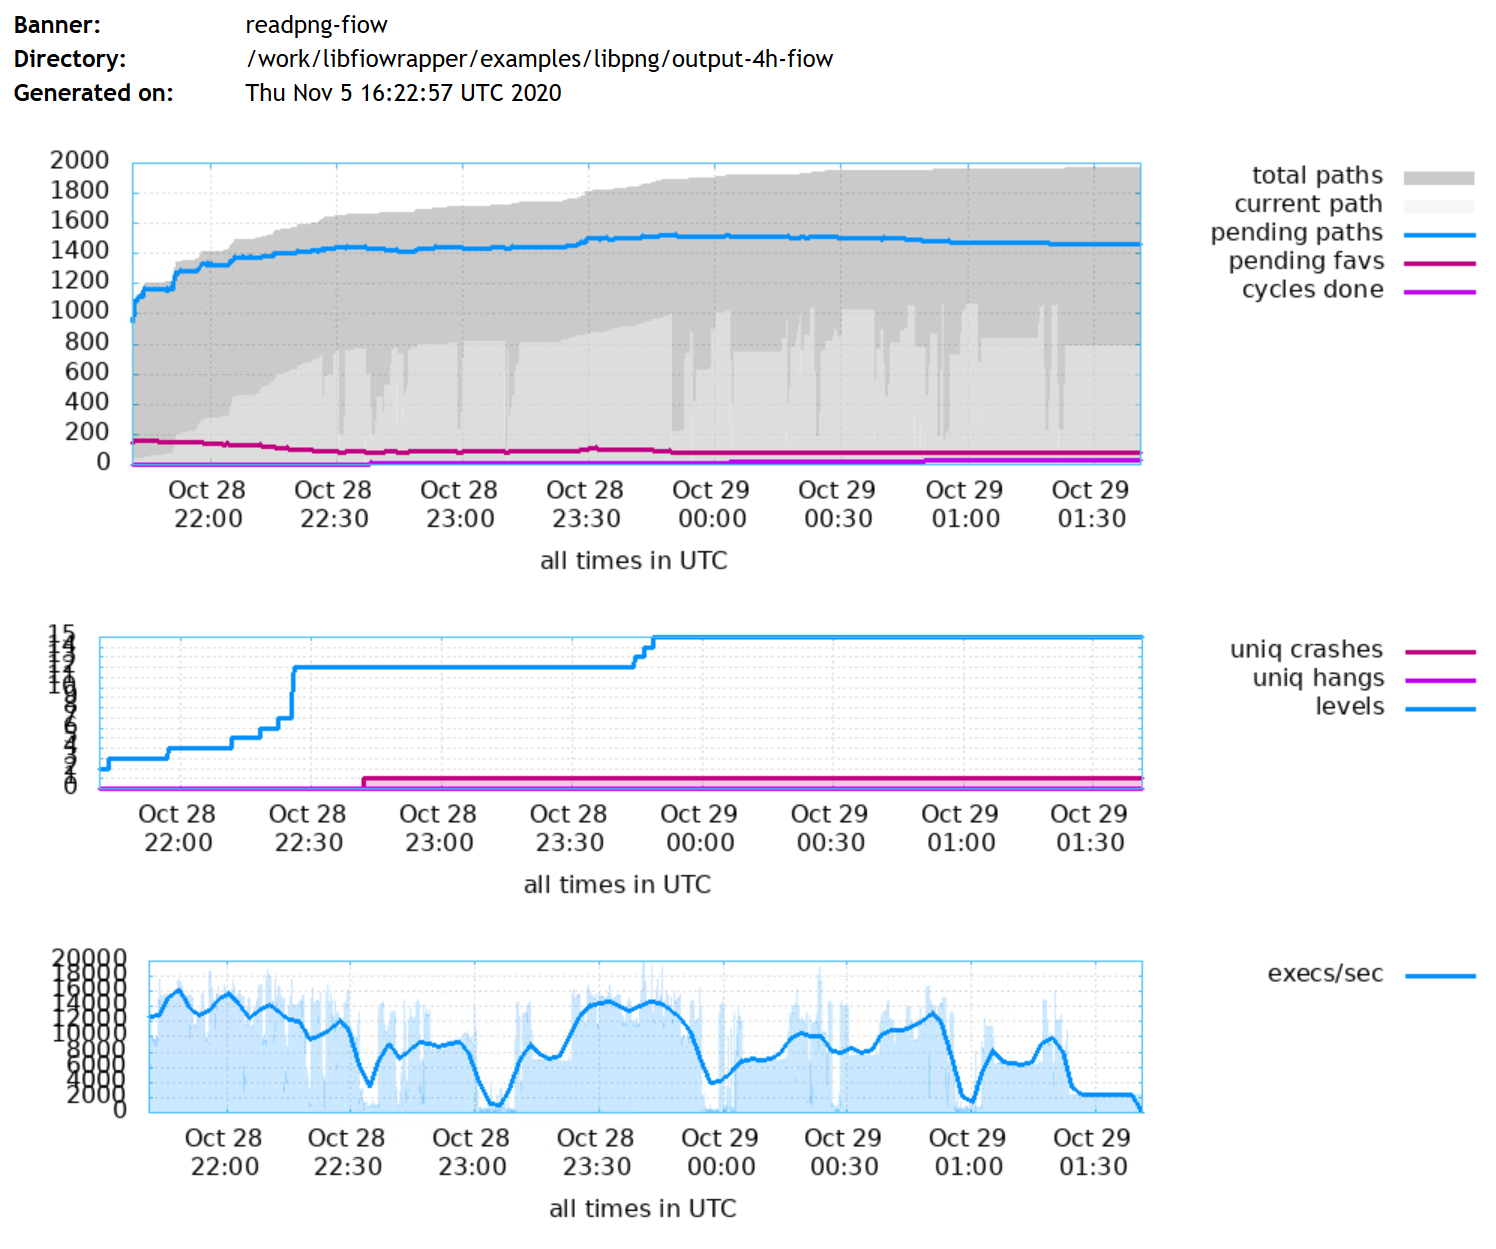 Banner: readpng-fiow
Directory: /work/libfiowrapper/examples/libpng/output-4h-fiow
Generated on: Thu Nov 5 16:22:57 UTC 2020
2000
1800
1600
1400
1200
1000
800
600
400
200
0
Oct 28 Oct 28 Oct 28 Oct 28 Oct 29 Oct 29 Oct 29 Oct 29
22:00 22:30 23:00 23:30 00:00 00:30 01:00 01:30
all times in UTC
total paths
current path
pending paths
pending favs
cycles done
15
14
13
12
11
10
9
8
7
6
5
4
3
2
1
0
Oct 28 Oct 28 Oct 28 Oct 28 Oct 29 Oct 29 Oct 29 Oct 29
22:00 22:30 23:00 23:30 00:00 00:30 01:00 01:30
all times in UTC
uniq crashes
uniq hangs
levels
20000
18000
16000
14000
12000
10000
8000
6000
4000
2000
0
Oct 28 Oct 28 Oct 28 Oct 28 Oct 29 Oct 29 Oct 29 Oct 29
22:00 22:30 23:00 23:30 00:00 00:30 01:00 01:30
all times in UTC
execs/sec